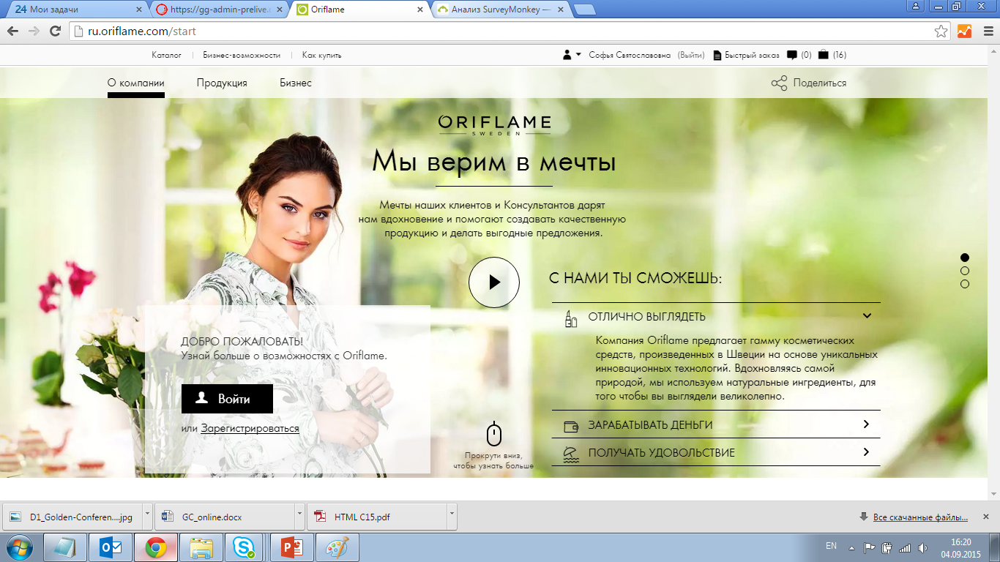 Мои задачи
https://gg-admin-prelive.
Oriflame
Анализ SurveyMonkey —
ru.oriflame.com/start
Каталог
Бизнес-возможности
Как купить
Софья Святославовна (Выйти)
Быстрый заказ
(0)
(16)
О компании
Продукция
Бизнес
Поделиться
ORIFLAME
SWEDEN
Мы верим в мечты
Мечты наших клиентов и Консультантов дарят
нам вдохновение и помогают создавать качественную
продукцию и делать выгодные предложения.
С НАМИ ТЫ СМОЖЕШЬ:
ОТЛИЧНО ВЫГЛЯДЕТЬ
Компания Oriflame предлагает гамму косметических
средств, произведенных в Швеции на основе уникальных
инновационных технологий. Вдохновляясь самой
природой, мы используем натуральные ингредиенты, для
того чтобы вы выглядели великолепно.
ЗАРАБАТЫВАТЬ ДЕНЬГИ
ПОЛУЧАТЬ УДОВОЛЬСТВИЕ
ДОБРО ПОЖАЛОВАТЬ!
Узнай больше о возможностях с Oriflame.
Войти
или Зарегистрироваться
Прокрути вниз,
чтобы узнать больше
D1_Golden-Conferen....jpg
GC_online.docx
HTML C15.pdf
Все скачанные файлы...
EN
16:20
04.09.2015